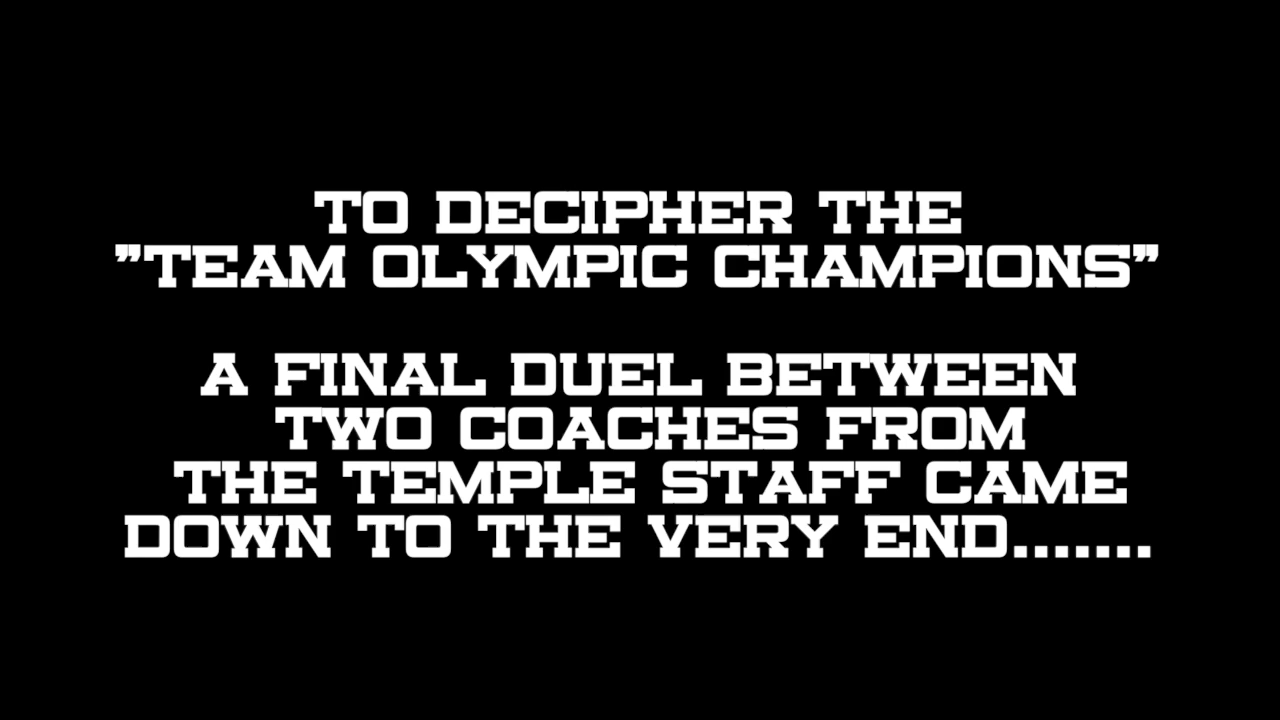 TO DECIPHER THE
"TEAM OLYMPIC CHAMPIONS"
A FINAL DUEL BETWEEN
TWO COACHES FROM
THE TEMPLE STAFF CAME
DOWN TO THE VERY END.......